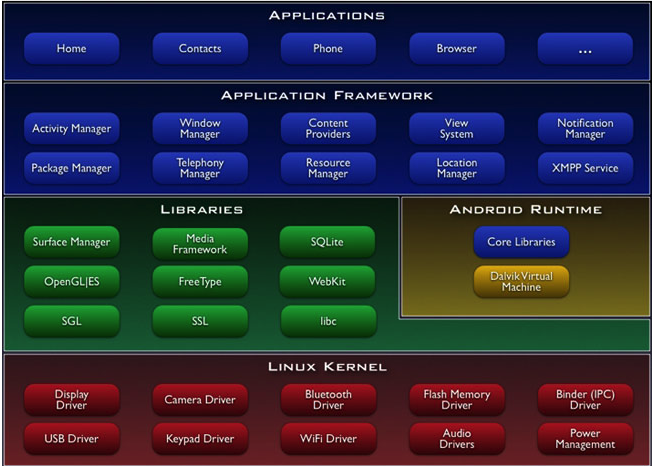 APPLICATIONS
Home
Contacts
Phone
Browser
...
APPLICATION FRAMEWORK
Activity Manager
Window
Manager
Content
Providers
View
System
Notification
Manager
Package Manager
Telephony
Manager
Resource
Manager
Location
Manager
XMPP Service
LIBRARIES
Surface Manager
Media
Framework
SQLite
OpenGL|ES
FreeType
WebKit
SGL
SSL
libc
ANDROID RUNTIME
Core Libraries
Dalvik Virtual
Machine
LINUX KERNEL
Display
Driver
Camera Driver
Bluetooth
Driver
Flash Memory
Driver
Binder (IPC)
Driver
USB Driver
Keypad Driver
WiFi Driver
Audio
Drivers
Power
Management